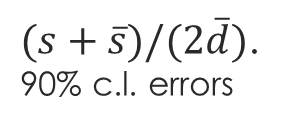 (s + s̄)/(2d̄).
90% c.l. errors